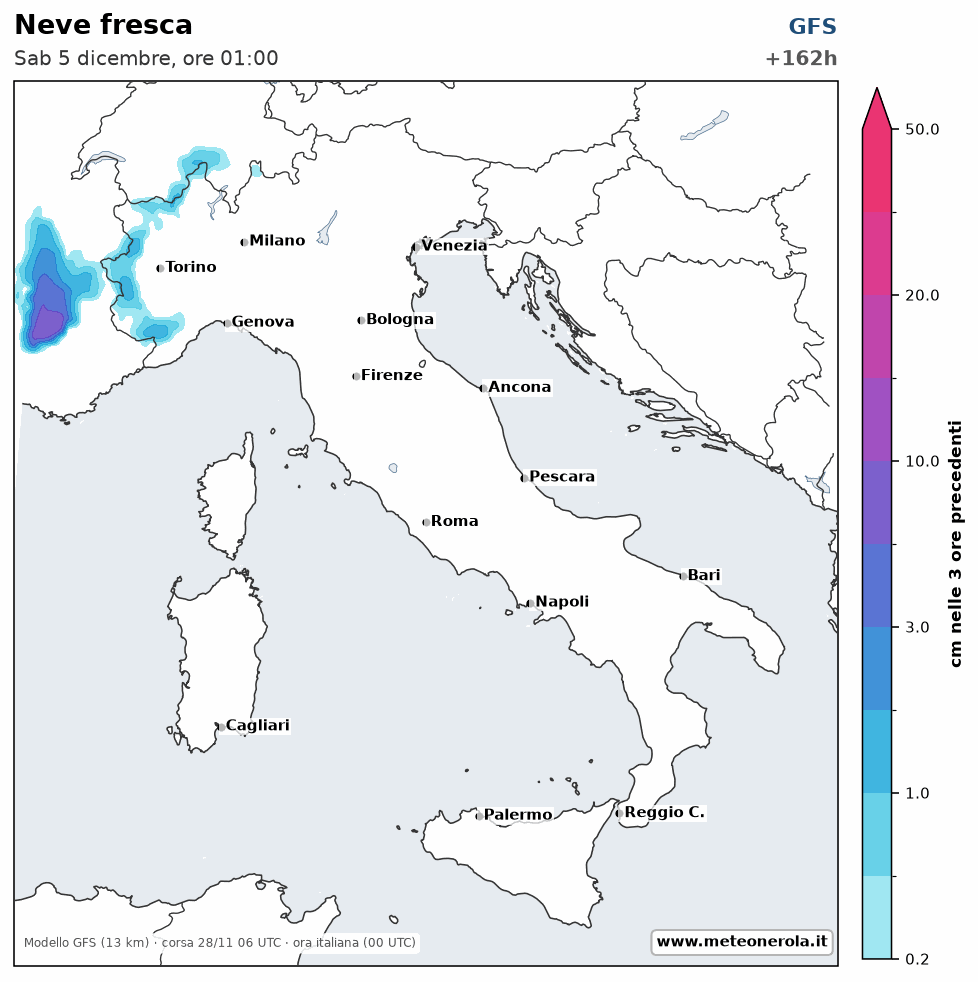 Neve fresca
GFS
Sab 5 dicembre, ore 01:00
+162h
50.0
20.0
10.0
3.0
1.0
0.2
cm nelle 3 ore precedenti
Milano
Venezia
Torino
Genova
Bologna
Firenze
Ancona
Pescara
Roma
Bari
Napoli
Cagliari
Palermo
Reggio C.
Modello GFS (13 km) · corsa 28/11 06 UTC · ora italiana (00 UTC)
www.meteonerola.it